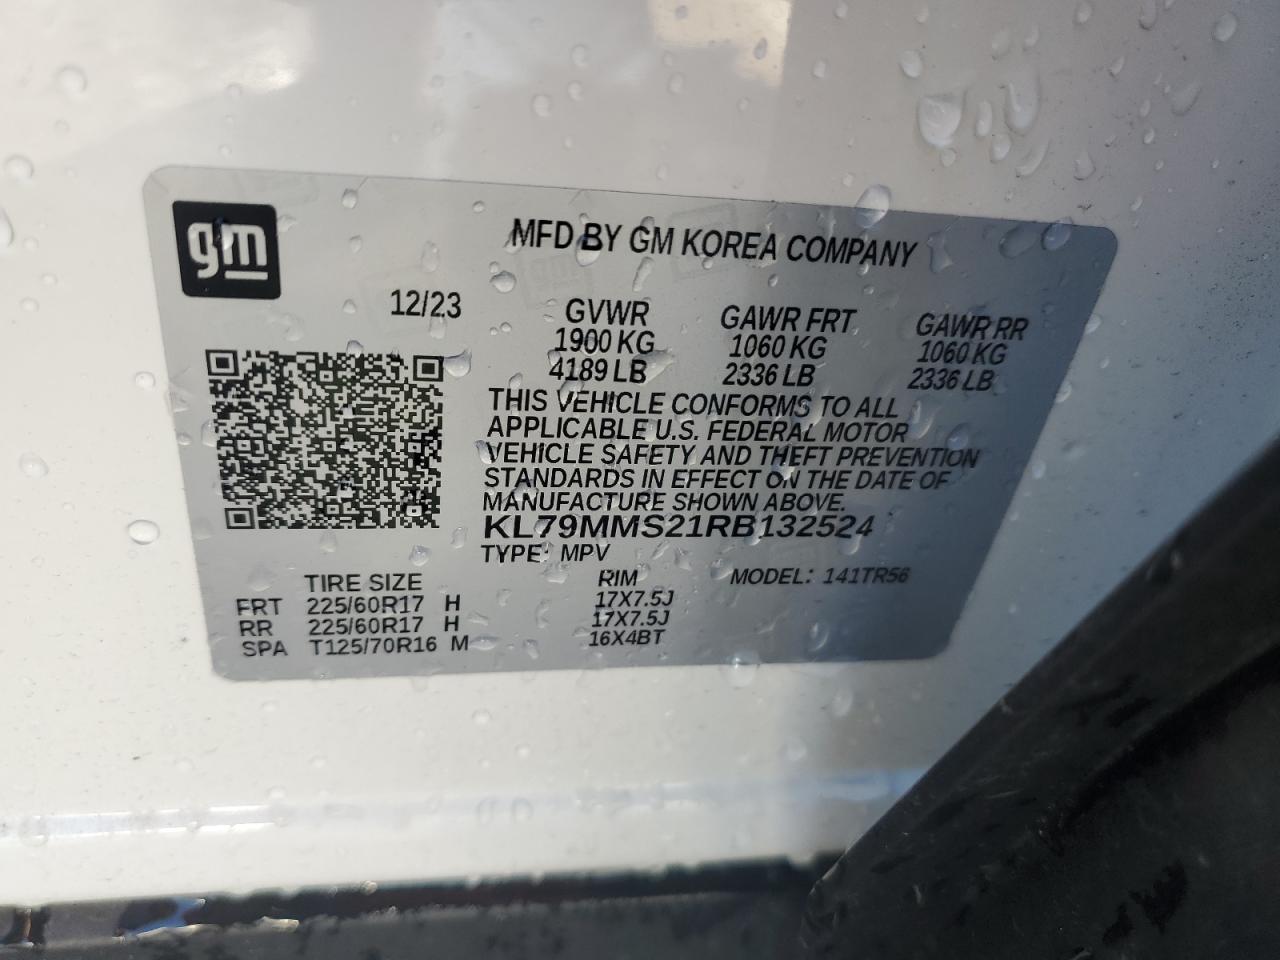 gm
MFD BY GM KOREA COMPANY
12/23
GVWR GAWR FRT GAWR RR
1900 KG 1060 KG 1060 KG
4189 LB 2336 LB 2336 LB
THIS VEHICLE CONFORMS TO ALL
APPLICABLE U.S. FEDERAL MOTOR
VEHICLE SAFETY AND THEFT PREVENTION
STANDARDS IN EFFECT ON THE DATE OF
MANUFACTURE SHOWN ABOVE.
KL79MMS21RB132524
TYPE: MPV MODEL: 141TR56
TIRE SIZE RIM
FRT 225/60R17 H 17X7.5J
RR 225/60R17 H 17X7.5J
SPA T125/70R16 M 16X4BT